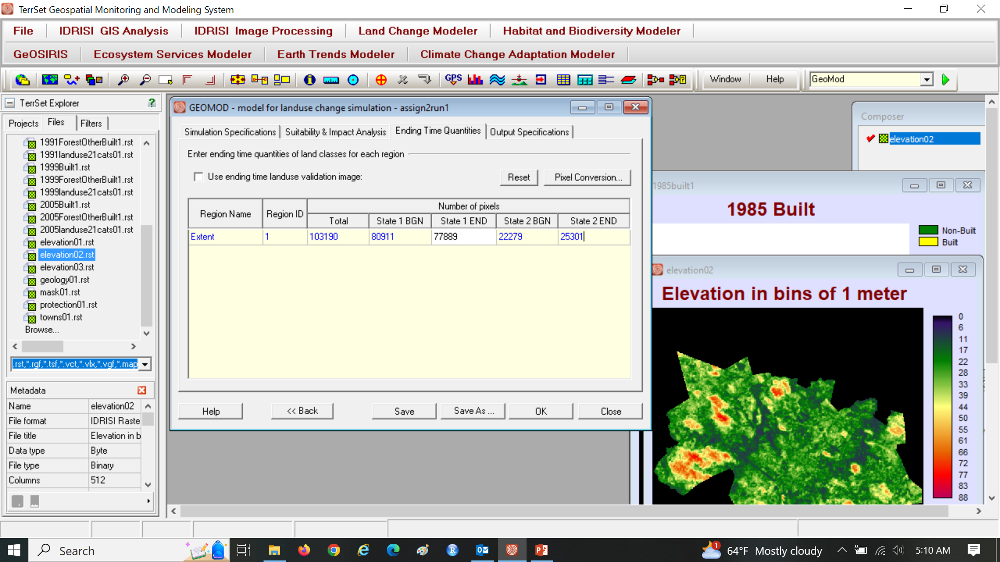 TerrSet Geospatial Monitoring and Modeling System
File IDRISI GIS Analysis IDRISI Image Processing Land Change Modeler Habitat and Biodiversity Modeler
GeOSIRIS Ecosystem Services Modeler Earth Trends Modeler Climate Change Adaptation Modeler
GPS Window Help GeoMod
TerrSet Explorer ?
Projects Files Filters
1991ForestOtherBuilt1.rst
1991landuse21cats01.rst
1999Built1.rst
1999ForestOtherBuilt1.rst
1999landuse21cats01.rst
2005Built1.rst
2005ForestOtherBuilt1.rst
2005landuse21cats01.rst
elevation01.rst
elevation02.rst
elevation03.rst
geology01.rst
mask01.rst
protection01.rst
towns01.rst
Browse...
.rst,*.rgf,*.tsf,*.vct,*.vlx,*.vgf,*.map
Metadata
Name elevation02
File format IDRISI Raste
File title Elevation in b
Data type Byte
File type Binary
Columns 512
GEOMOD - model for landuse change simulation - assign2run1
Simulation Specifications Suitability & Impact Analysis Ending Time Quantities Output Specifications
Enter ending time quantities of land classes for each region
Use ending time landuse validation image:
Reset Pixel Conversion...
Region Name Region ID Number of pixels
Total State 1 BGN State 1 END State 2 BGN State 2 END
Extent 1 103190 80911 77889 22279 25301
Help << Back Save Save As ... OK Close
Composer
elevation02
1985built1
1985 Built
Non-Built
Built
elevation02
Elevation in bins of 1 meter
0
6
11
17
22
28
33
39
44
50
55
61
66
72
77
83
88
Search
1 64°F Mostly cloudy 5:10 AM